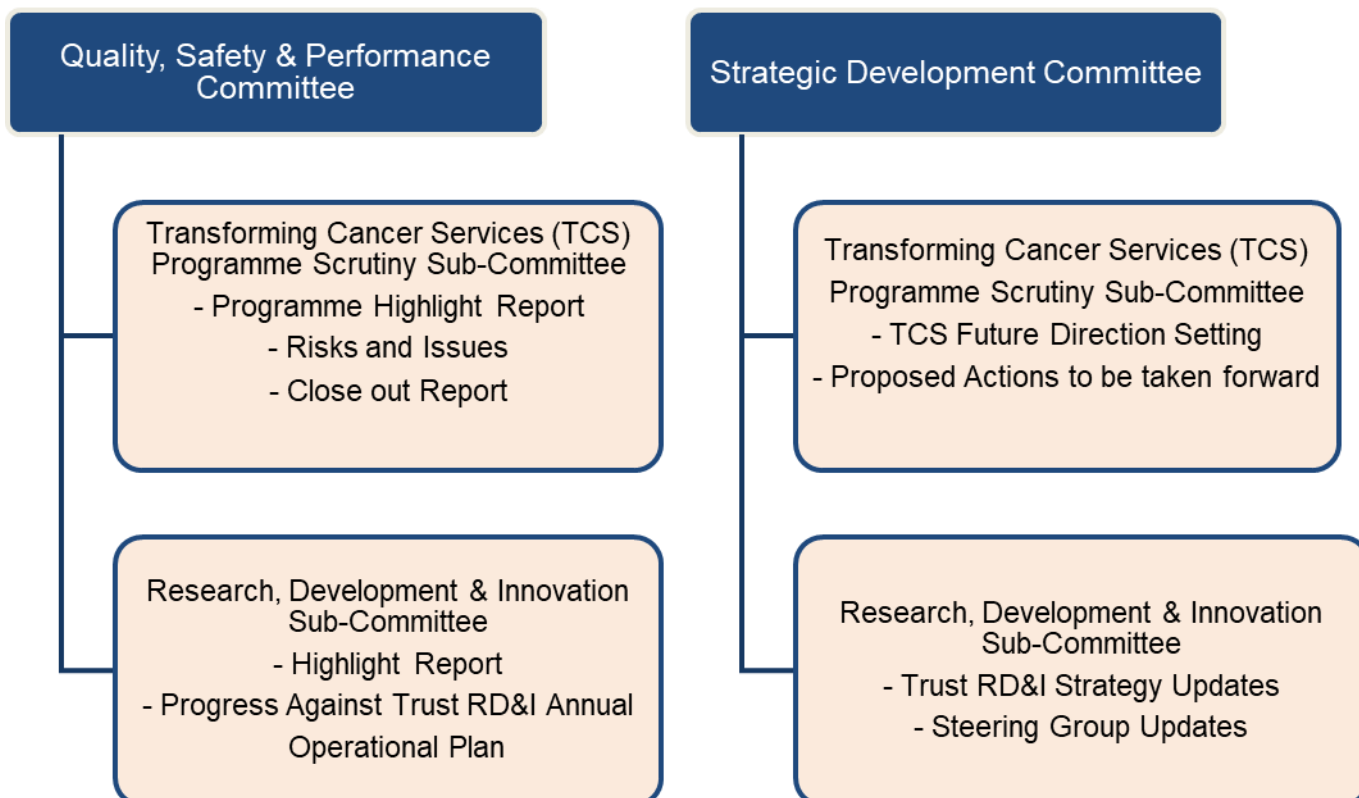 Quality, Safety & Performance
Committee
Transforming Cancer Services (TCS)
Programme Scrutiny Sub-Committee
- Programme Highlight Report
- Risks and Issues
- Close out Report
Research, Development & Innovation
Sub-Committee
- Highlight Report
- Progress Against Trust RD&I Annual
Operational Plan
Strategic Development Committee
Transforming Cancer Services (TCS)
Programme Scrutiny Sub-Committee
- TCS Future Direction Setting
- Proposed Actions to be taken forward
Research, Development & Innovation
Sub-Committee
- Trust RD&I Strategy Updates
- Steering Group Updates